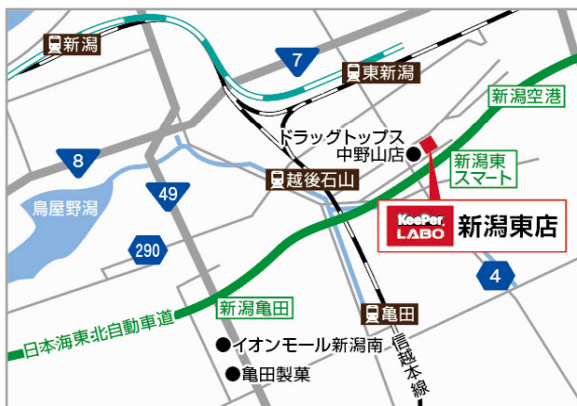 新潟
7
東新潟
新潟空港
ドラッグトップス
中野山店
8
越後石山
新潟東
スマート
49
鳥屋野潟
KeePer
LABO
新潟東店
290
4
新潟亀田
亀田
日本海東北自動車道
イオンモール新潟南
信越本線
亀田製菓